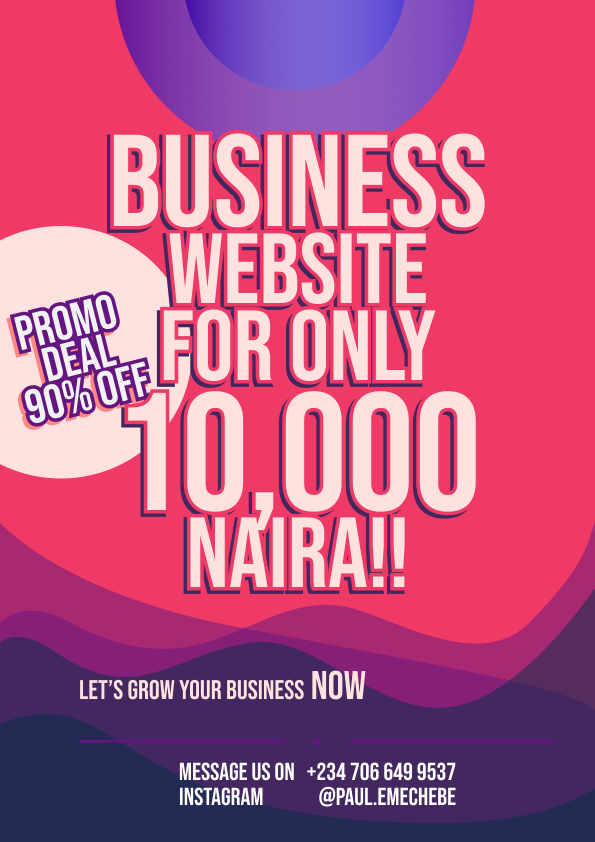 BUSINESS
WEBSITE
FOR ONLY
10,000
NAIRA!!
PROMO
DEAL
90% OFF
LET'S GROW YOUR BUSINESS NOW
MESSAGE US ON +234 706 649 9537
INSTAGRAM @PAUL.EMECHEBE